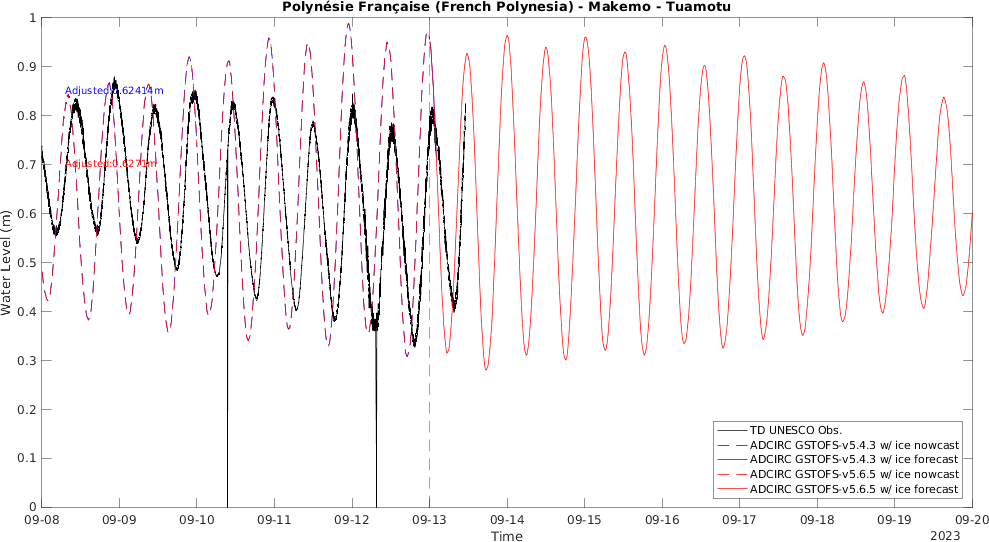 Polynésie Française (French Polynesia) - Makemo - Tuamotu
1
0.9
0.8
0.7
0.6
0.5
0.4
0.3
0.2
0.1
0
Water Level (m)
Adjusted:0.62414m
Adjusted:0.6271m
TD UNESCO Obs.
ADCIRC GSTOFS-v5.4.3 w/ ice nowcast
ADCIRC GSTOFS-v5.4.3 w/ ice forecast
ADCIRC GSTOFS-v5.6.5 w/ ice nowcast
ADCIRC GSTOFS-v5.6.5 w/ ice forecast
09-08 09-09 09-10 09-11 09-12 09-13 09-14 09-15 09-16 09-17 09-18 09-19 09-20
Time
2023